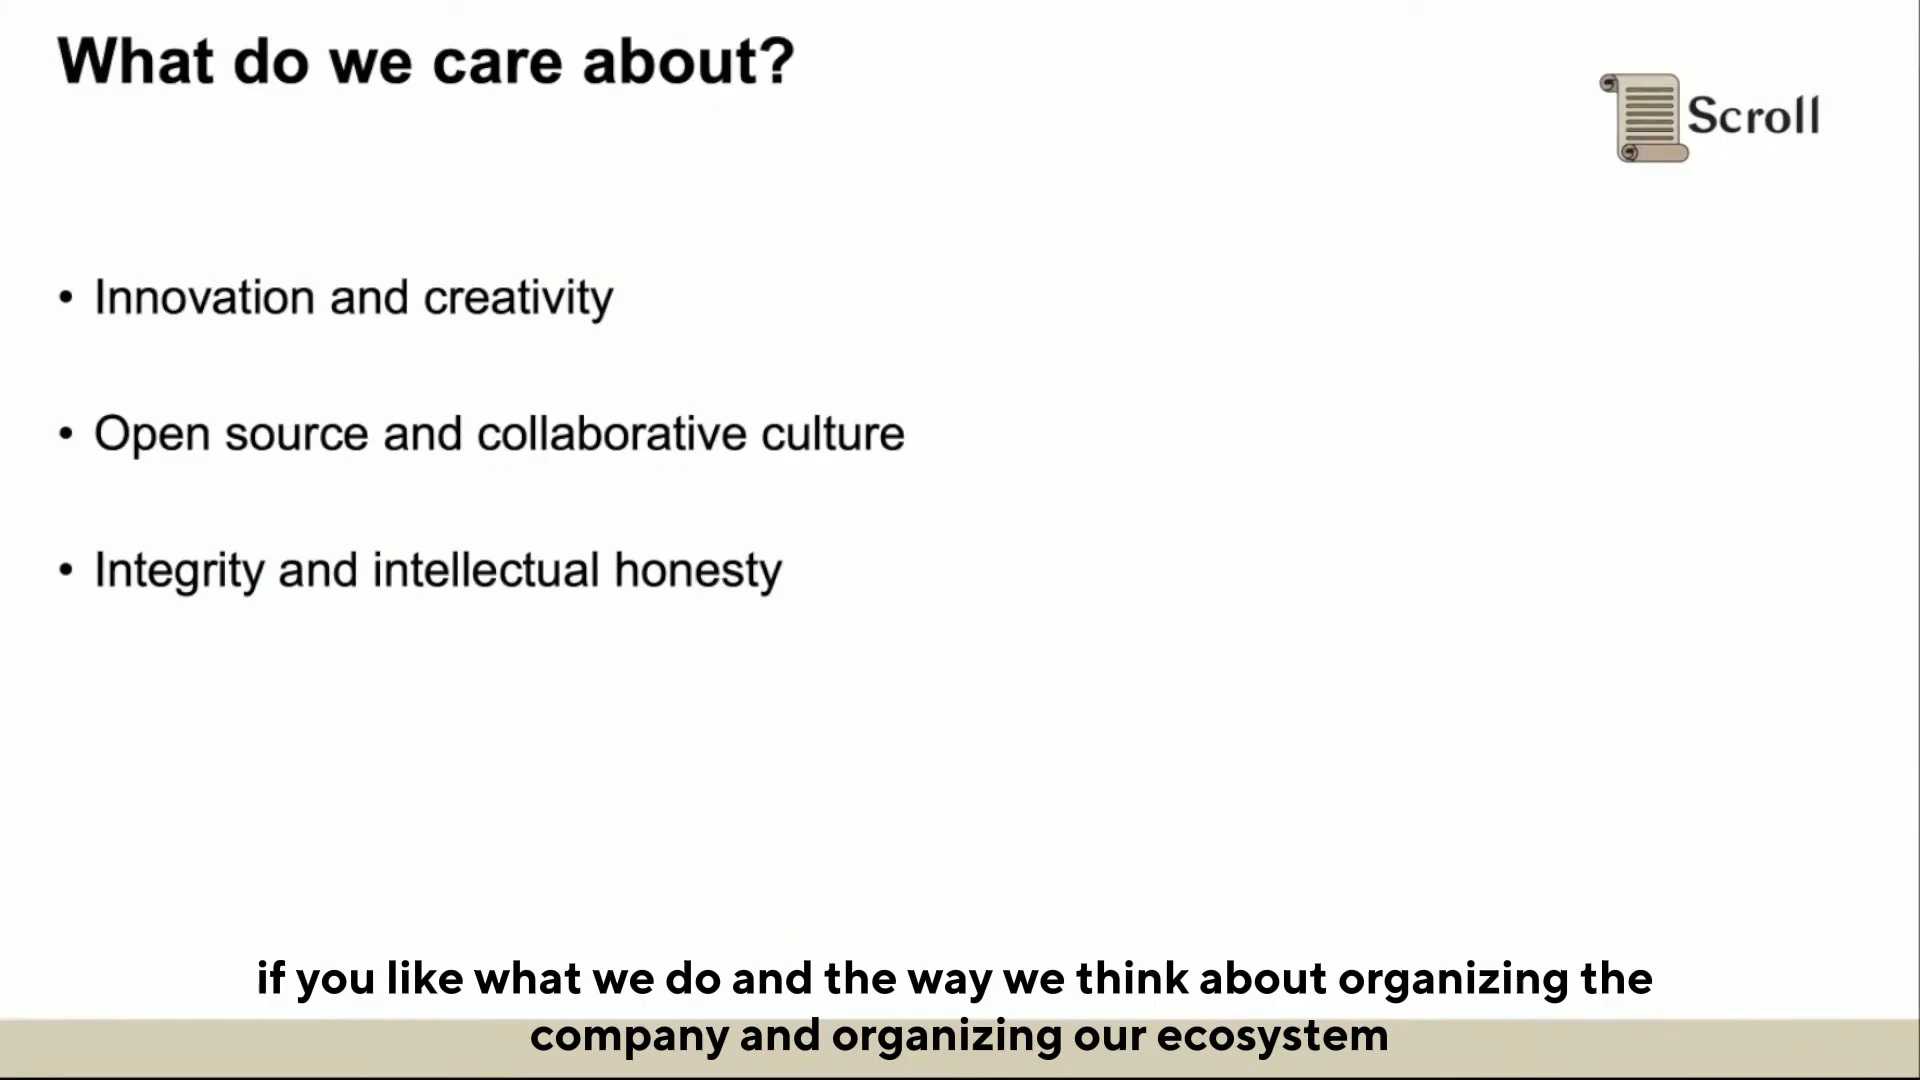 What do we care about?
Scroll
• Innovation and creativity
• Open source and collaborative culture
• Integrity and intellectual honesty
if you like what we do and the way we think about organizing the
company and organizing our ecosystem